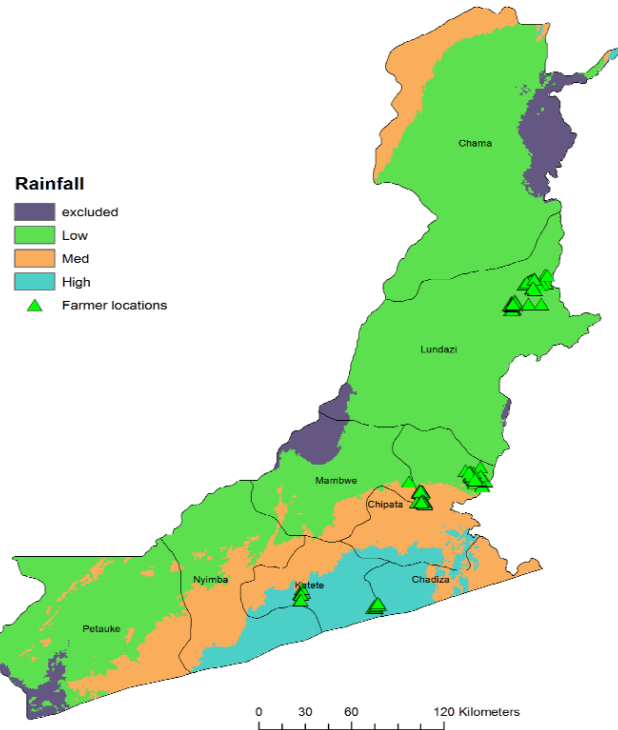 Chama
Rainfall
excluded
Low
Med
High
Farmer locations
Lundazi
Mambwe
Chipata
Nyimba
Katete
Chadiza
Petauke
0 30 60 120 Kilometers